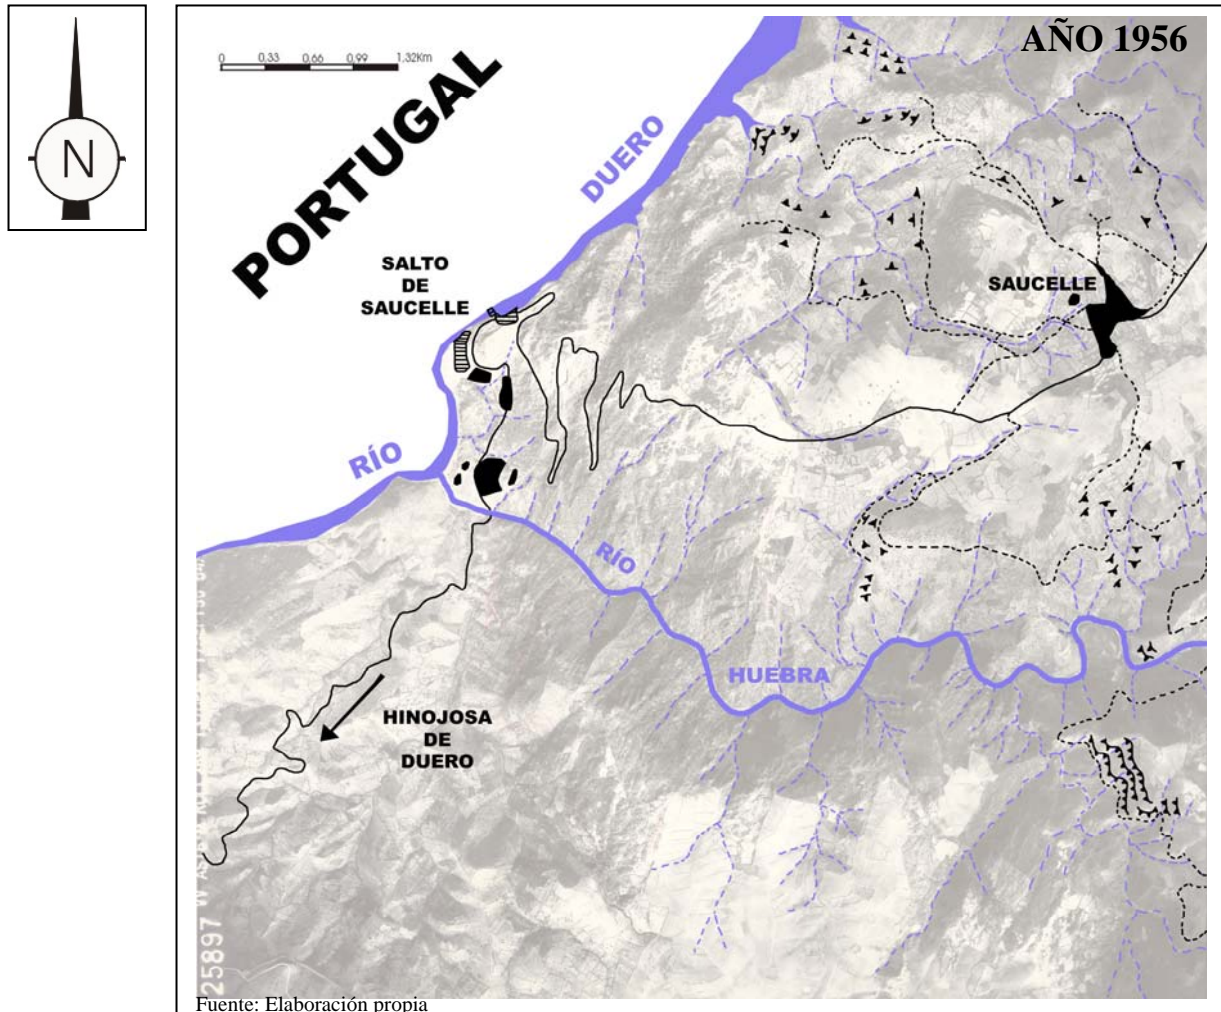 N
AÑO 1956
0 0,33 0,66 0,99 1,32Km
PORTUGAL
DUERO
SALTO
DE
SAUCELLE
SAUCELLE
RÍO
RÍO
HUEBRA
HINOJOSA
DE
DUERO
25897
Fuente: Elaboración propia